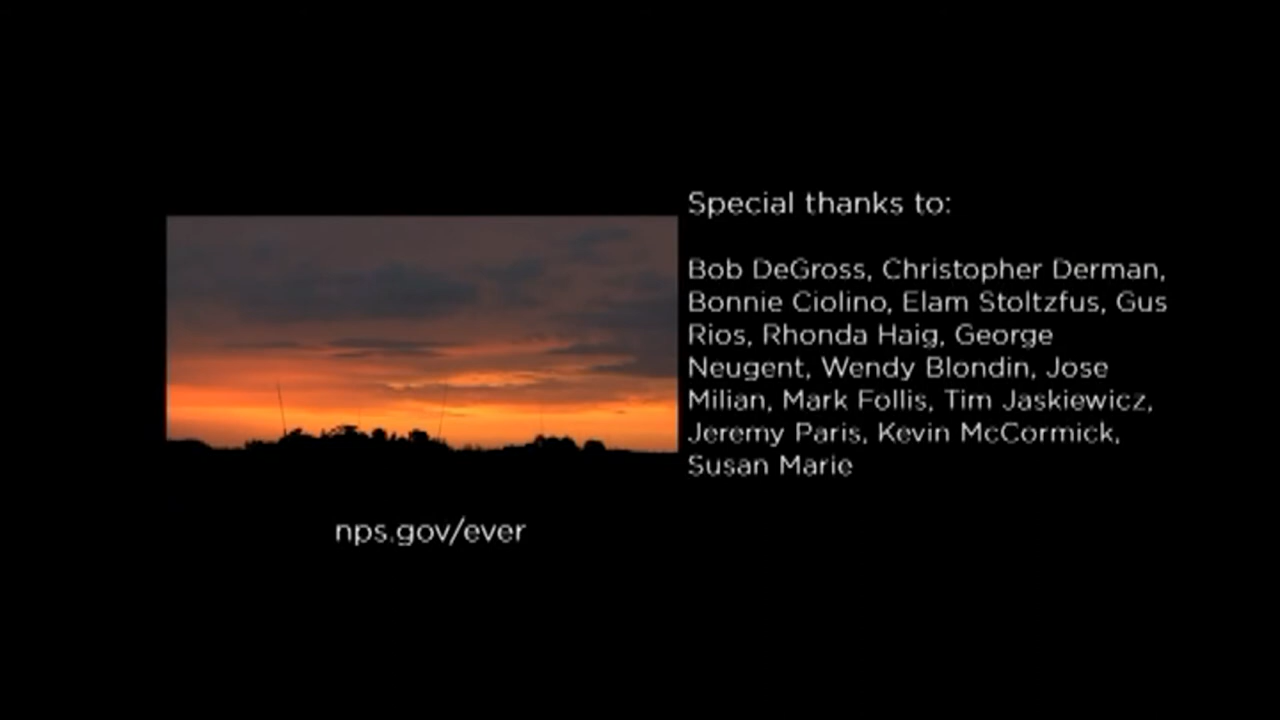 Special thanks to:
Bob DeGross, Christopher Derman,
Bonnie Ciolino, Elam Stoltzfus, Gus
Rios, Rhonda Haig, George
Neugent, Wendy Blondin, Jose
Milian, Mark Follis, Tim Jaskiewicz,
Jeremy Paris, Kevin McCormick,
Susan Marie
nps.gov/ever